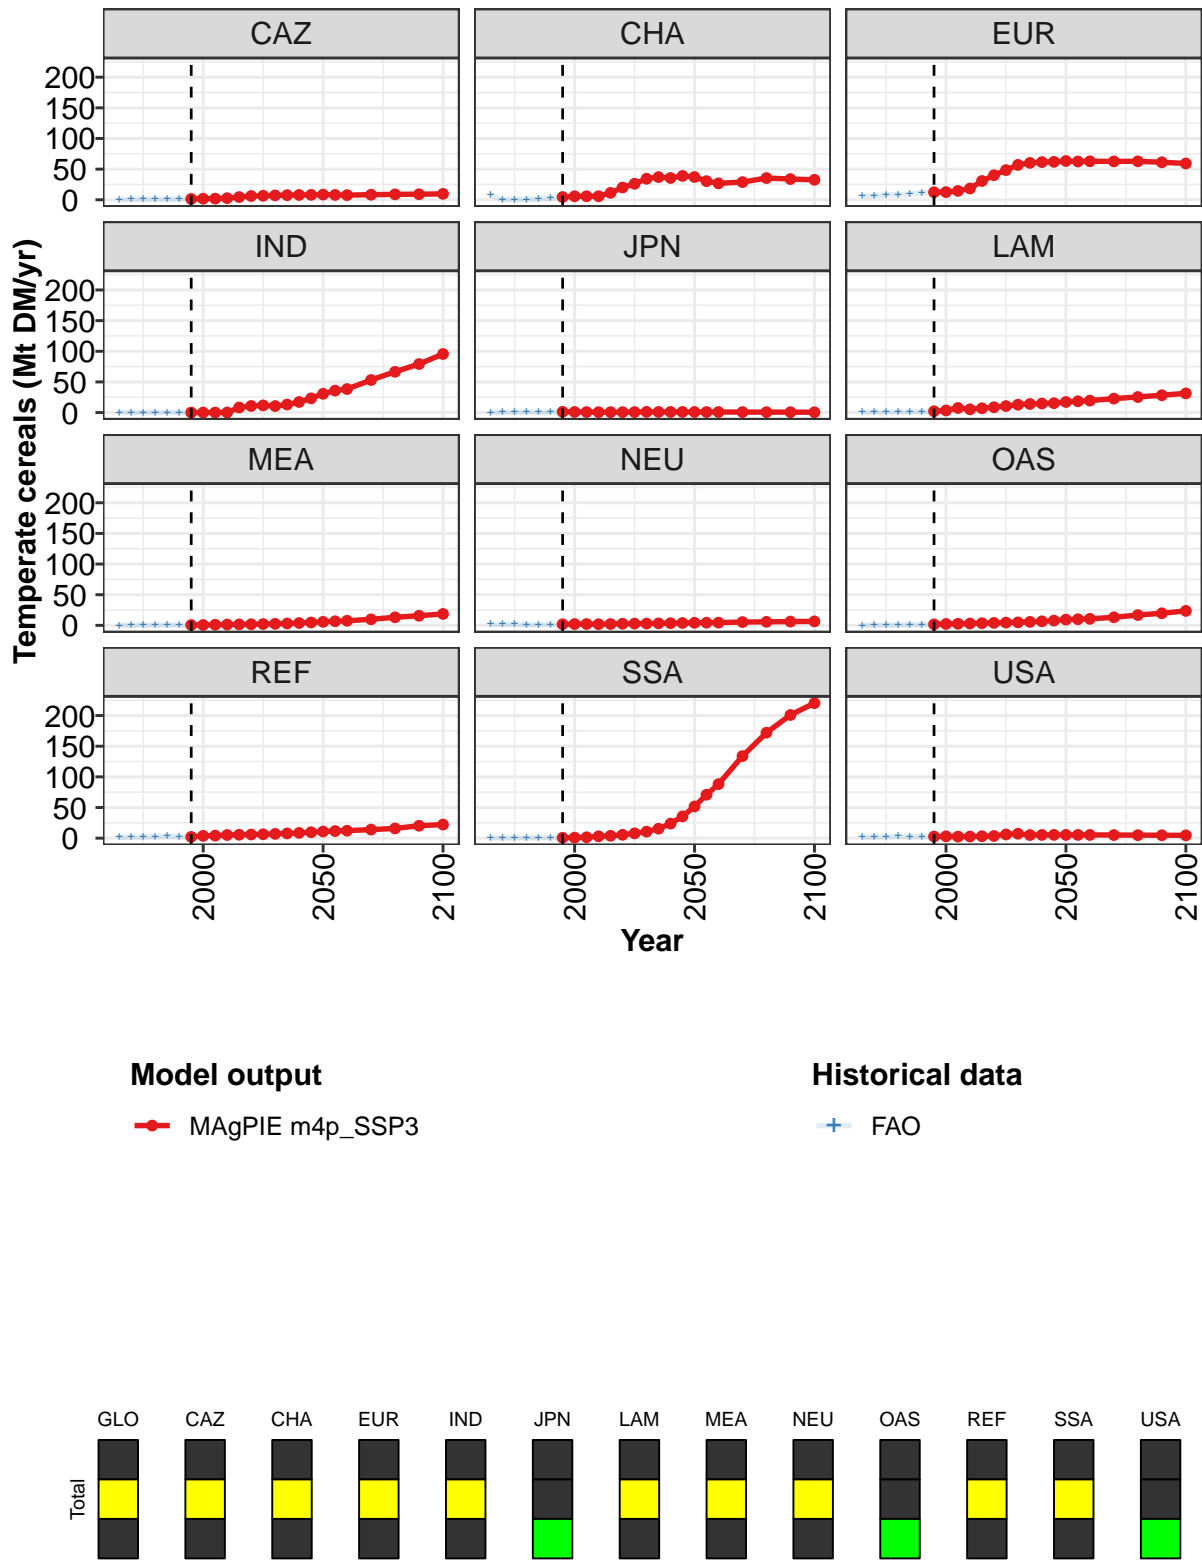 CAZ CHA EUR
200
150
100
50
0
IND JPN LAM
200
150
100
50
0
MEA NEU OAS
200
150
100
50
0
REF SSA USA
200
150
100
50
0
Temperate cereals (Mt DM/yr)
2000 2050 2100 2000 2050 2100 2000 2050 2100
Year
Model output
MAgPIE m4p_SSP3
Historical data
FAO
GLO CAZ CHA EUR IND JPN LAM MEA NEU OAS REF SSA USA
Total